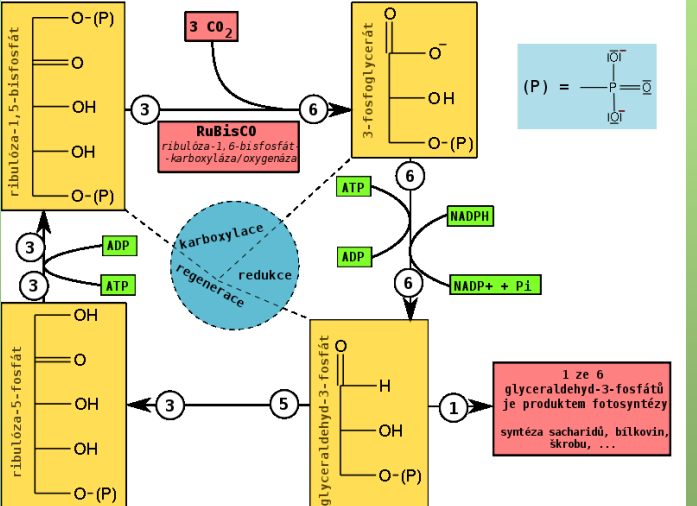 ribulóza-1,5-bisfosfát
O-(P)
O
OH
OH
O-(P)
3 CO2
3
6
RuBisCO
ribulóza-1,6-bisfosfát-
-karboxyláza/oxygenáza
3-fosfoglycerát
O
O−
OH
O-(P)
(P) =
|O|−
P
O
|O|−
6
ATP
NADPH
ADP
NADP+ + Pi
6
karboxylace
redukce
regenerace
3
ADP
3
ATP
ribulóza-5-fosfát
OH
O
OH
OH
O-(P)
3
5
glyceraldehyd-3-fosfát
O
H
OH
O-(P)
1
1 ze 6
glyceraldehyd-3-fosfátů
je produktem fotosyntézy
syntéza sacharidů, bílkovin,
škrobu, ...